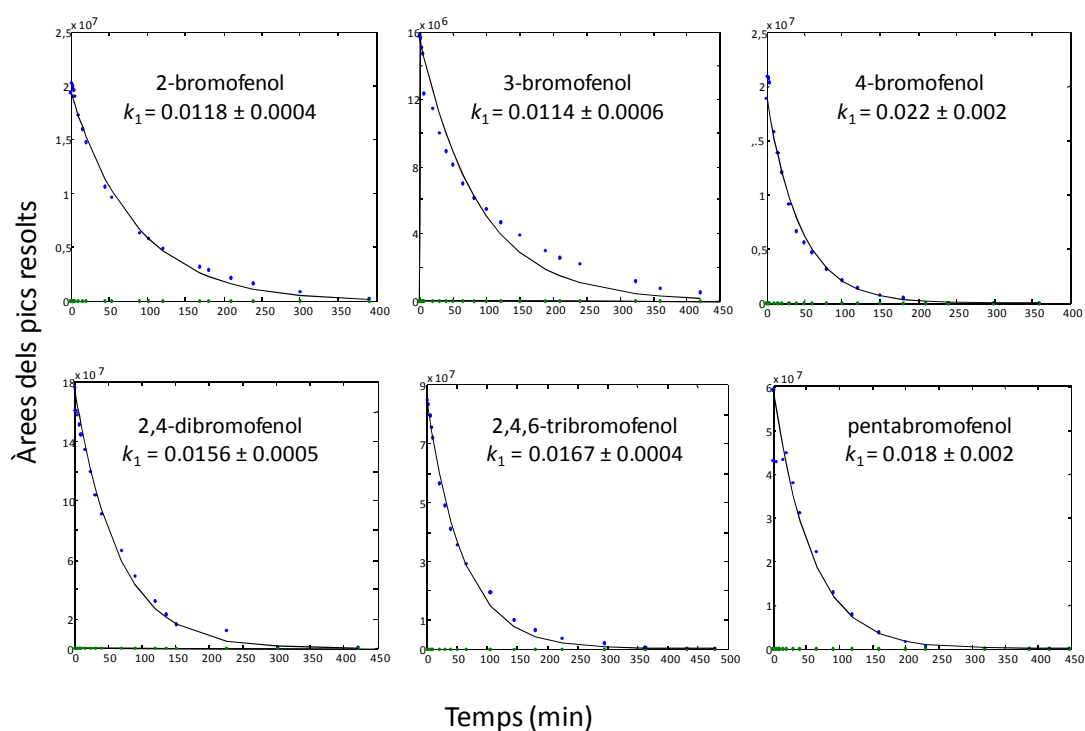 Àrees dels pics resolts
x 10⁷
2,5
2
1,5
1
0,5
0
2-bromofenol
k₁ = 0.0118 ± 0.0004
0 50 100 150 200 250 300 350 400
x 10⁶
16
12
8
6
4
0
3-bromofenol
k₁ = 0.0114 ± 0.0006
0 50 100 150 200 250 300 350 400 450
x 10⁷
2,5
2
,5
1
,5
0
4-bromofenol
k₁ = 0.022 ± 0.002
0 50 100 150 200 250 300 350 400
x 10⁷
18
14
10
6
2
0
2,4-dibromofenol
k₁ = 0.0156 ± 0.0005
0 50 100 150 200 250 300 350 400 450
x 10⁷
9
7
5
3
1
0
2,4,6-tribromofenol
k₁ = 0.0167 ± 0.0004
0 50 100 150 200 250 300 350 400 450 500
x 10⁷
6
5
4
3
2
1
0
pentabromofenol
k₁ = 0.018 ± 0.002
0 50 100 150 200 250 300 350 400 450
Temps (min)